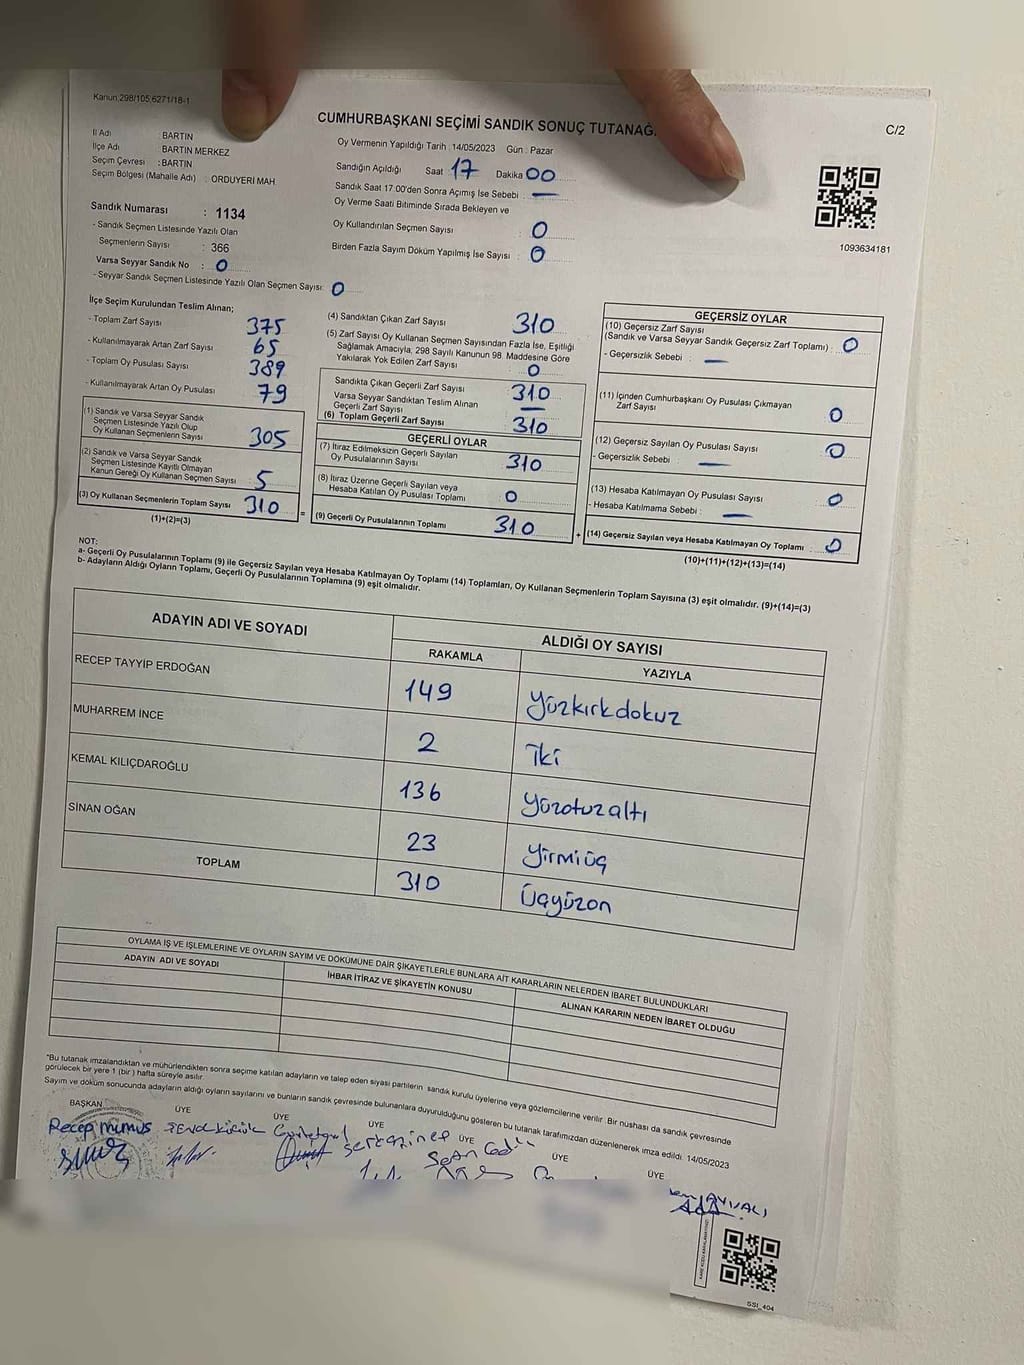 Kanun 298/105 6271/18-1
CUMHURBAŞKANI SEÇİMİ SANDIK SONUÇ TUTANAĞ
C/2
İl Adı BARTIN
İlçe Adı BARTIN MERKEZ
Seçim Çevresi : BARTIN
Seçim Bölgesi (Mahalle Adı) : ORDUYERİ MAH
Sandık Numarası : 1134
- Sandık Seçmen Listesinde Yazılı Olan
Seçmenlerin Sayısı : 366
Varsa Seyyar Sandık No : 0
- Seyyar Sandık Seçmen Listesinde Yazılı Olan Seçmen Sayısı: 0
Oy Vermenin Yapıldığı Tarih : 14/05/2023 Gün : Pazar
Sandığın Açıldığı Saat 17 Dakika 00
Sandık Saat 17.00'den Sonra Açımış İse Sebebi : —
Oy Verme Saati Bitiminde Sırada Bekleyen ve
Oy Kullandırılan Seçmen Sayısı : 0
Birden Fazla Sayım Döküm Yapılmış İse Sayısı : 0
1093634181
İlçe Seçim Kurulundan Teslim Alınan;
- Toplam Zarf Sayısı 375
- Kullanılmayarak Artan Zarf Sayısı 65
- Toplam Oy Pusulası Sayısı 389
- Kullanılmayarak Artan Oy Pusulası 79
(1) Sandık ve Varsa Seyyar Sandık
Seçmen Listesinde Yazılı Olup
Oy Kullanan Seçmenlerin Sayısı 305
(2) Sandık ve Varsa Seyyar Sandık
Seçmen Listesinde Kayıtlı Olmayan
Kanun Gereği Oy Kullanan Seçmen Sayısı 5
(3) Oy Kullanan Seçmenlerin Toplam Sayısı 310
(1)+(2)=(3)
(4) Sandıktan Çıkan Zarf Sayısı 310
(5) Zarf Sayısı Oy Kullanan Seçmen Sayısından Fazla İse, Eşitliği
Sağlamak Amacıyla, 298 Sayılı Kanunun 98. Maddesine Göre
Yakılarak Yok Edilen Zarf Sayısı 0
Sandıkta Çıkan Geçerli Zarf Sayısı 310
Varsa Seyyar Sandıktan Teslim Alınan
Geçerli Zarf Sayısı —
(6) Toplam Geçerli Zarf Sayısı 310
GEÇERLİ OYLAR
(7) İtiraz Edilmeksizin Geçerli Sayılan
Oy Pusulalarının Sayısı 310
(8) İtiraz Üzerine Geçerli Sayılan veya
Hesaba Katılan Oy Pusulası Toplamı 0
= (9) Geçerli Oy Pusulalarının Toplamı 310
GEÇERSİZ OYLAR
(10) Geçersiz Zarf Sayısı
(Sandık ve Varsa Seyyar Sandık Geçersiz Zarf Toplamı) : 0
- Geçersizlik Sebebi : —
(11) İçinden Cumhurbaşkanı Oy Pusulası Çıkmayan
Zarf Sayısı 0
(12) Geçersiz Sayılan Oy Pusulası Sayısı 0
- Geçersizlik Sebebi —
(13) Hesaba Katılmayan Oy Pusulası Sayısı 0
- Hesaba Katılmama Sebebi : —
+ (14) Geçersiz Sayılan veya Hesaba Katılmayan Oy Toplamı 0
(10)+(11)+(12)+(13)=(14)
NOT:
a- Geçerli Oy Pusulalarının Toplamı (9) ile Geçersiz Sayılan veya Hesaba Katılmayan Oy Toplamı (14) Toplamları, Oy Kullanan Seçmenlerin Toplam Sayısına (3) eşit olmalıdır. (9)+(14)=(3)
b- Adayların Aldığı Oyların Toplamı, Geçerli Oy Pusulalarının Toplamına (9) eşit olmalıdır.
ADAYIN ADI VE SOYADI
ALDIĞI OY SAYISI
RAKAMLA YAZIYLA
RECEP TAYYİP ERDOĞAN 149 Yüzkırkdokuz
MUHARREM İNCE 2 İki
KEMAL KILIÇDAROĞLU 136 Yüzotuzaltı
SİNAN OĞAN 23 Yirmiüç
TOPLAM 310 Üçyüzon
OYLAMA İŞ VE İŞLEMLERİNE VE OYLARIN SAYIM VE DÖKÜMÜNE DAİR ŞİKAYETLERLE BUNLARA AİT KARARLARIN NELERDEN İBARET BULUNDUKLARI
ADAYIN ADI VE SOYADI İHBAR İTİRAZ VE ŞİKAYETİN KONUSU ALINAN KARARIN NEDEN İBARET OLDUĞU
*Bu tutanak imzalandıktan ve mühürlendikten sonra seçime katılan adayların ve talep eden siyasi partilerin sandık kurulu üyelerine veya gözlemcilerine verilir. Bir nüshası da sandık çevresinde
görülecek bir yere 1 (bir) hafta süreyle asılır.
Sayım ve döküm sonucunda adayların aldığı oyların sayılarını ve bunların sandık çevresinde bulunanlara duyurulduğunu gösteren bu tutanak tarafımızdan düzenlenerek imza edildi. 14/05/2023
BAŞKAN ÜYE ÜYE ÜYE ÜYE ÜYE ÜYE
Recep
SSI_404